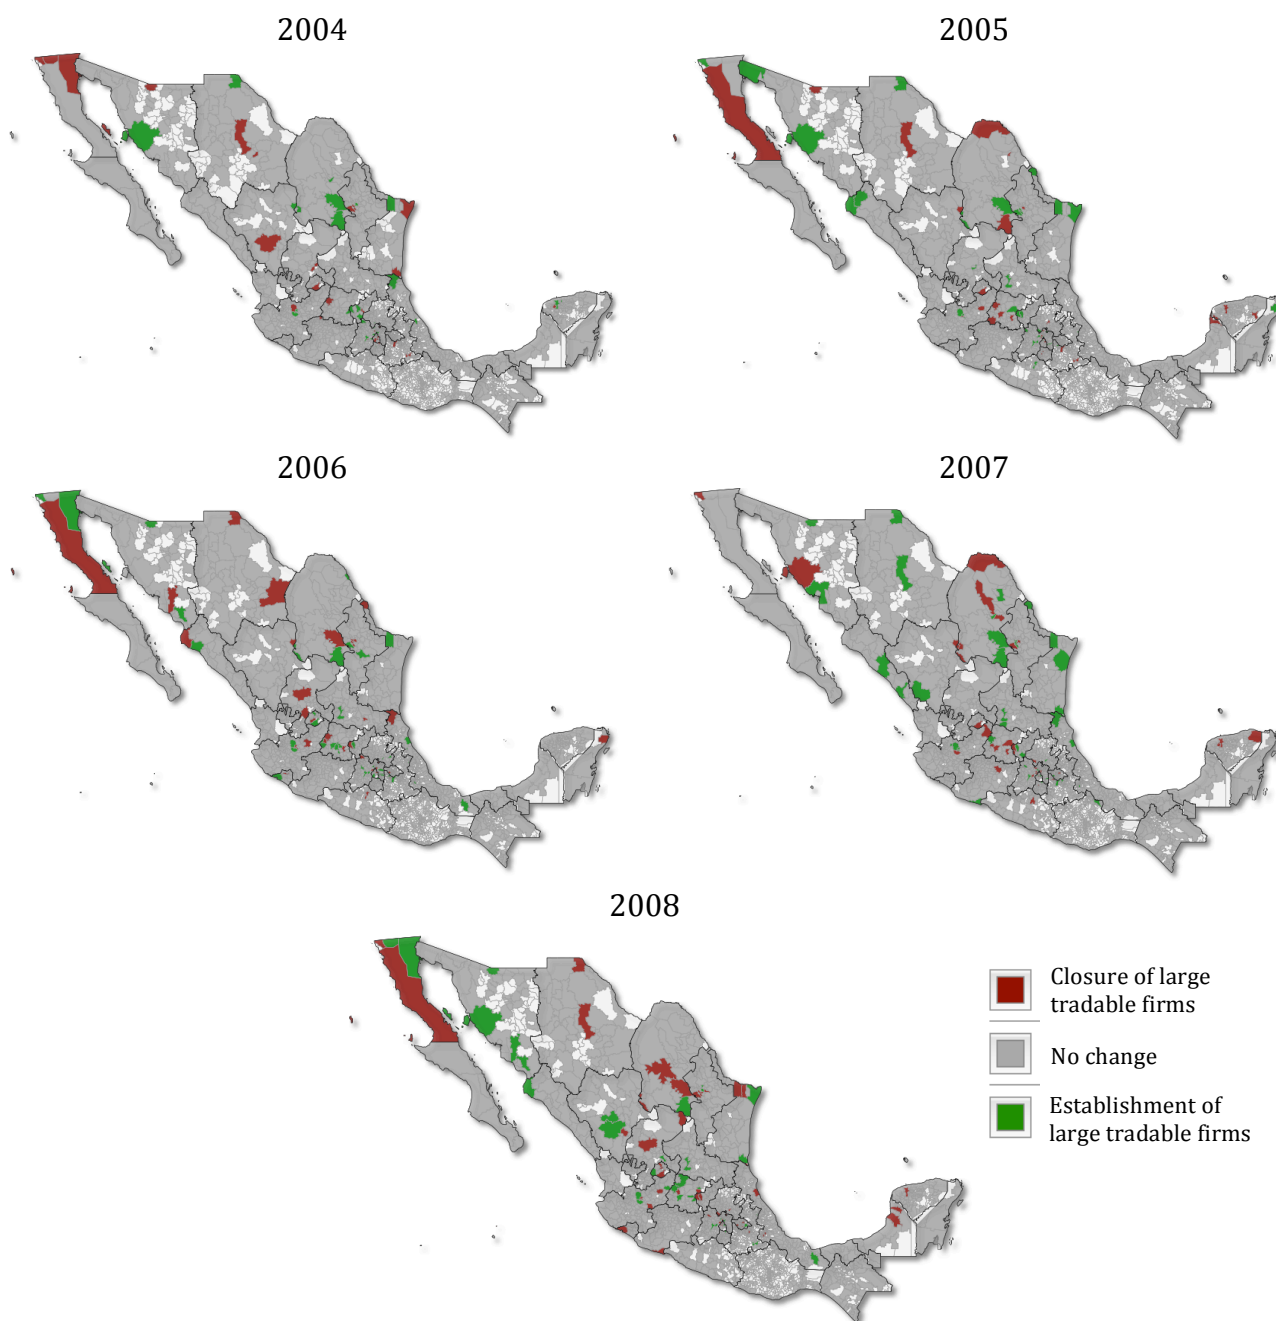 2004
2005
2006
2007
2008
Closure of large
tradable firms
No change
Establishment of
large tradable firms